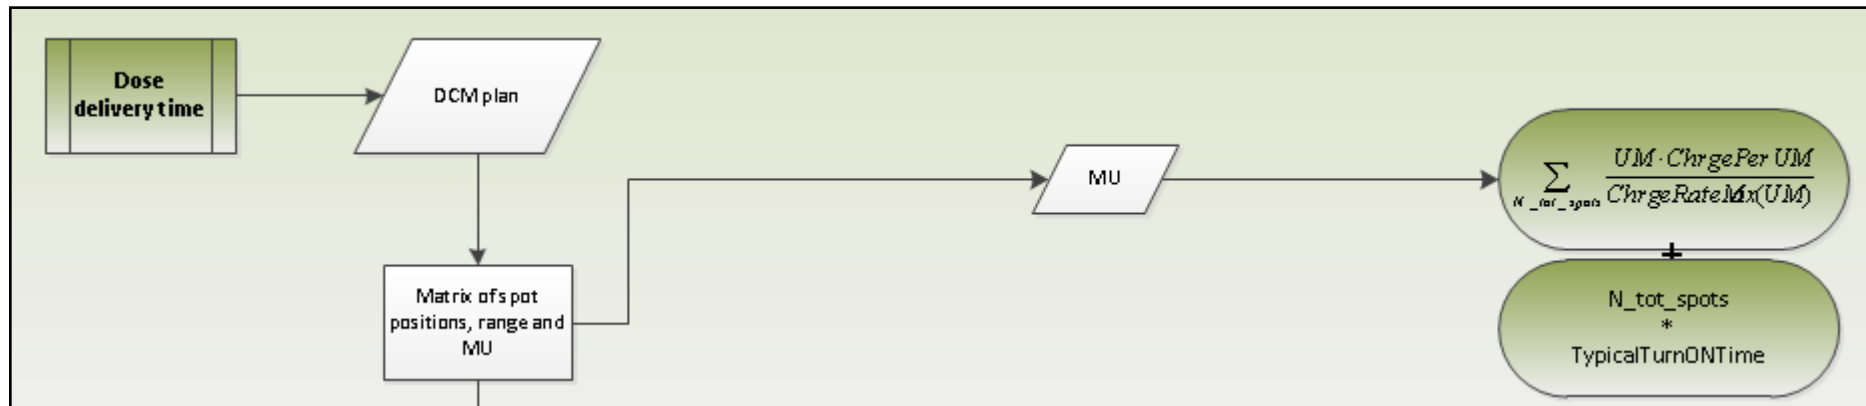 Dose
delivery time
DCM plan
Matrix of spot
positions, range and
MU
MU
∑ N_tot_spots
UM · ChrgePer UM
ChrgeRateMax(UM)
+
N_tot_spots
*
TypicalTurnONTime